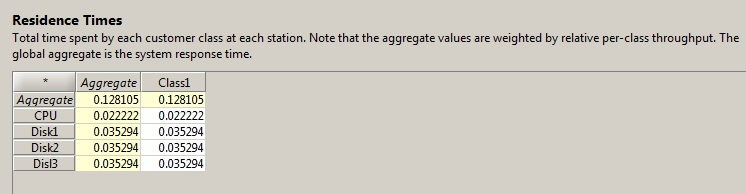 Residence Times
Total time spent by each customer class at each station. Note that the aggregate values are weighted by relative per-class throughput. The
global aggregate is the system response time.
* Aggregate Class1
Aggregate 0.128105 0.128105
CPU 0.022222 0.022222
Disk1 0.035294 0.035294
Disk2 0.035294 0.035294
Disl3 0.035294 0.035294